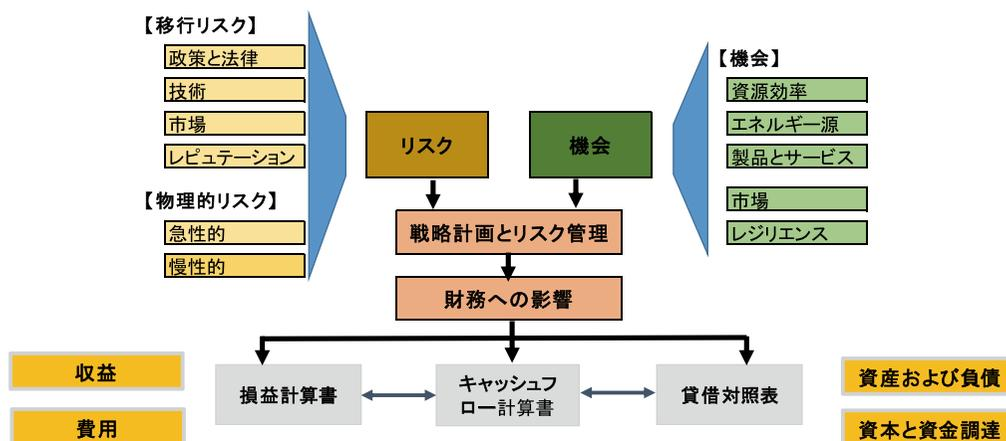 【移行リスク】
政策と法律
技術
市場
レピュテーション
【物理的リスク】
急性的
慢性的
リスク
機会
【機会】
資源効率
エネルギー源
製品とサービス
市場
レジリエンス
戦略計画とリスク管理
財務への影響
収益
費用
損益計算書
キャッシュフ
ロー計算書
貸借対照表
資産および負債
資本と資金調達